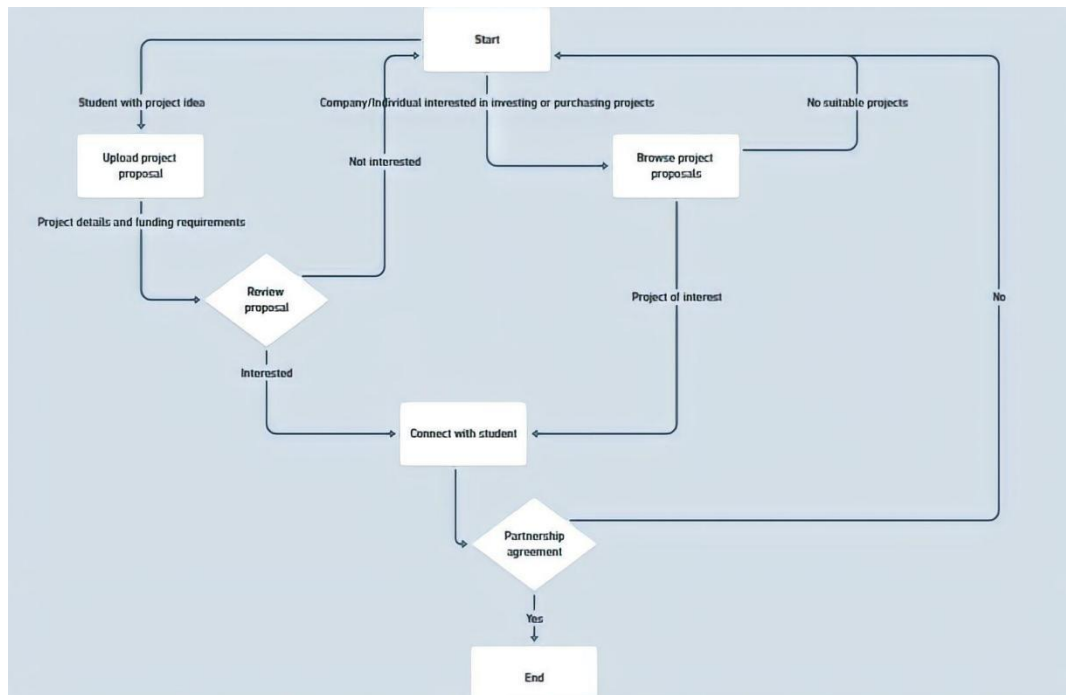 Start
Student with project idea
Company/Individual interested in investing or purchasing projects
No suitable projects
Upload project
proposal
Not interested
Browse project
proposals
Project details and funding requirements
Review
proposal
Project of interest
No
Interested
Connect with student
Partnership
agreement
Yes
End